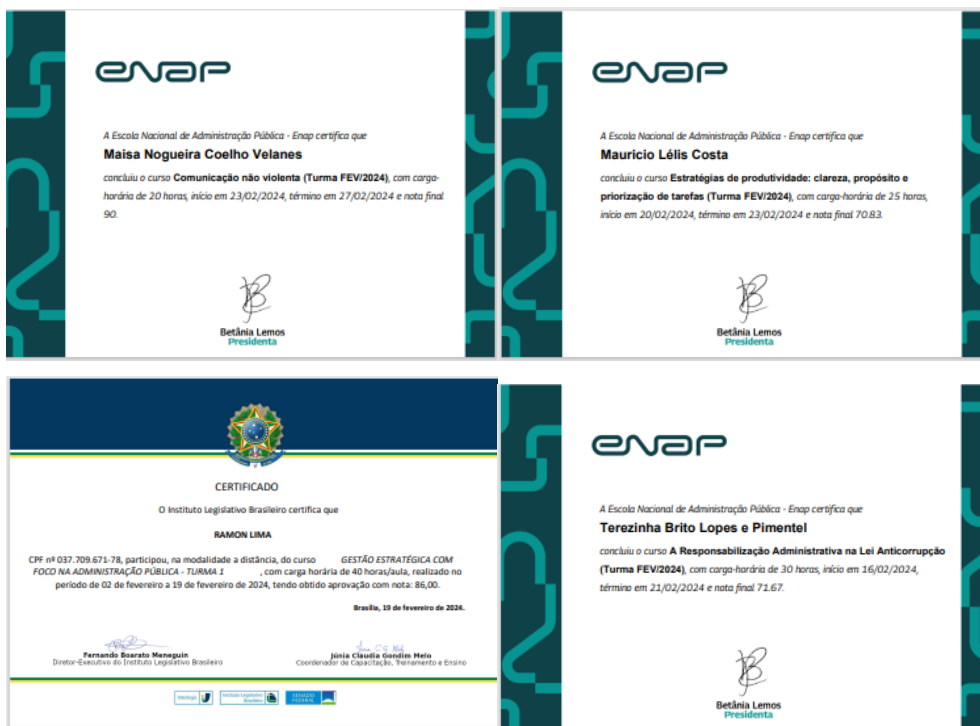 enap
A Escola Nacional de Administração Pública - Enap certifica que
Maisa Nogueira Coelho Velanes
concluiu o curso Comunicação não violenta (Turma FEV/2024), com carga-
horária de 20 horas, início em 23/02/2024, término em 27/02/2024 e nota final
90.
Betânia Lemos
Presidenta
enap
A Escola Nacional de Administração Pública - Enap certifica que
Mauricio Lélis Costa
concluiu o curso Estratégias de produtividade: clareza, propósito e
priorização de tarefas (Turma FEV/2024), com carga-horária de 25 horas,
início em 20/02/2024, término em 23/02/2024 e nota final 70.83.
Betânia Lemos
Presidenta
CERTIFICADO
O Instituto Legislativo Brasileiro certifica que
RAMON LIMA
CPF nº 037.709.671-78, participou, na modalidade a distância, do curso GESTÃO ESTRATÉGICA COM
FOCO NA ADMINISTRAÇÃO PÚBLICA - TURMA 1 , com carga horária de 40 horas/aula, realizado no
período de 02 de fevereiro a 19 de fevereiro de 2024, tendo obtido aprovação com nota: 86,00.
Brasília, 19 de fevereiro de 2024.
Fernando Boarato Meneguin
Diretor-Executivo do Instituto Legislativo Brasileiro
Júnia Claudia Gondim Melo
Coordenador de Capacitação, Treinamento e Ensino
Instituto Legislativo
Brasileiro
SENADO
FEDERAL
enap
A Escola Nacional de Administração Pública - Enap certifica que
Terezinha Brito Lopes e Pimentel
concluiu o curso A Responsabilização Administrativa na Lei Anticorrupção
(Turma FEV/2024), com carga-horária de 30 horas, início em 16/02/2024,
término em 21/02/2024 e nota final 71.67.
Betânia Lemos
Presidenta